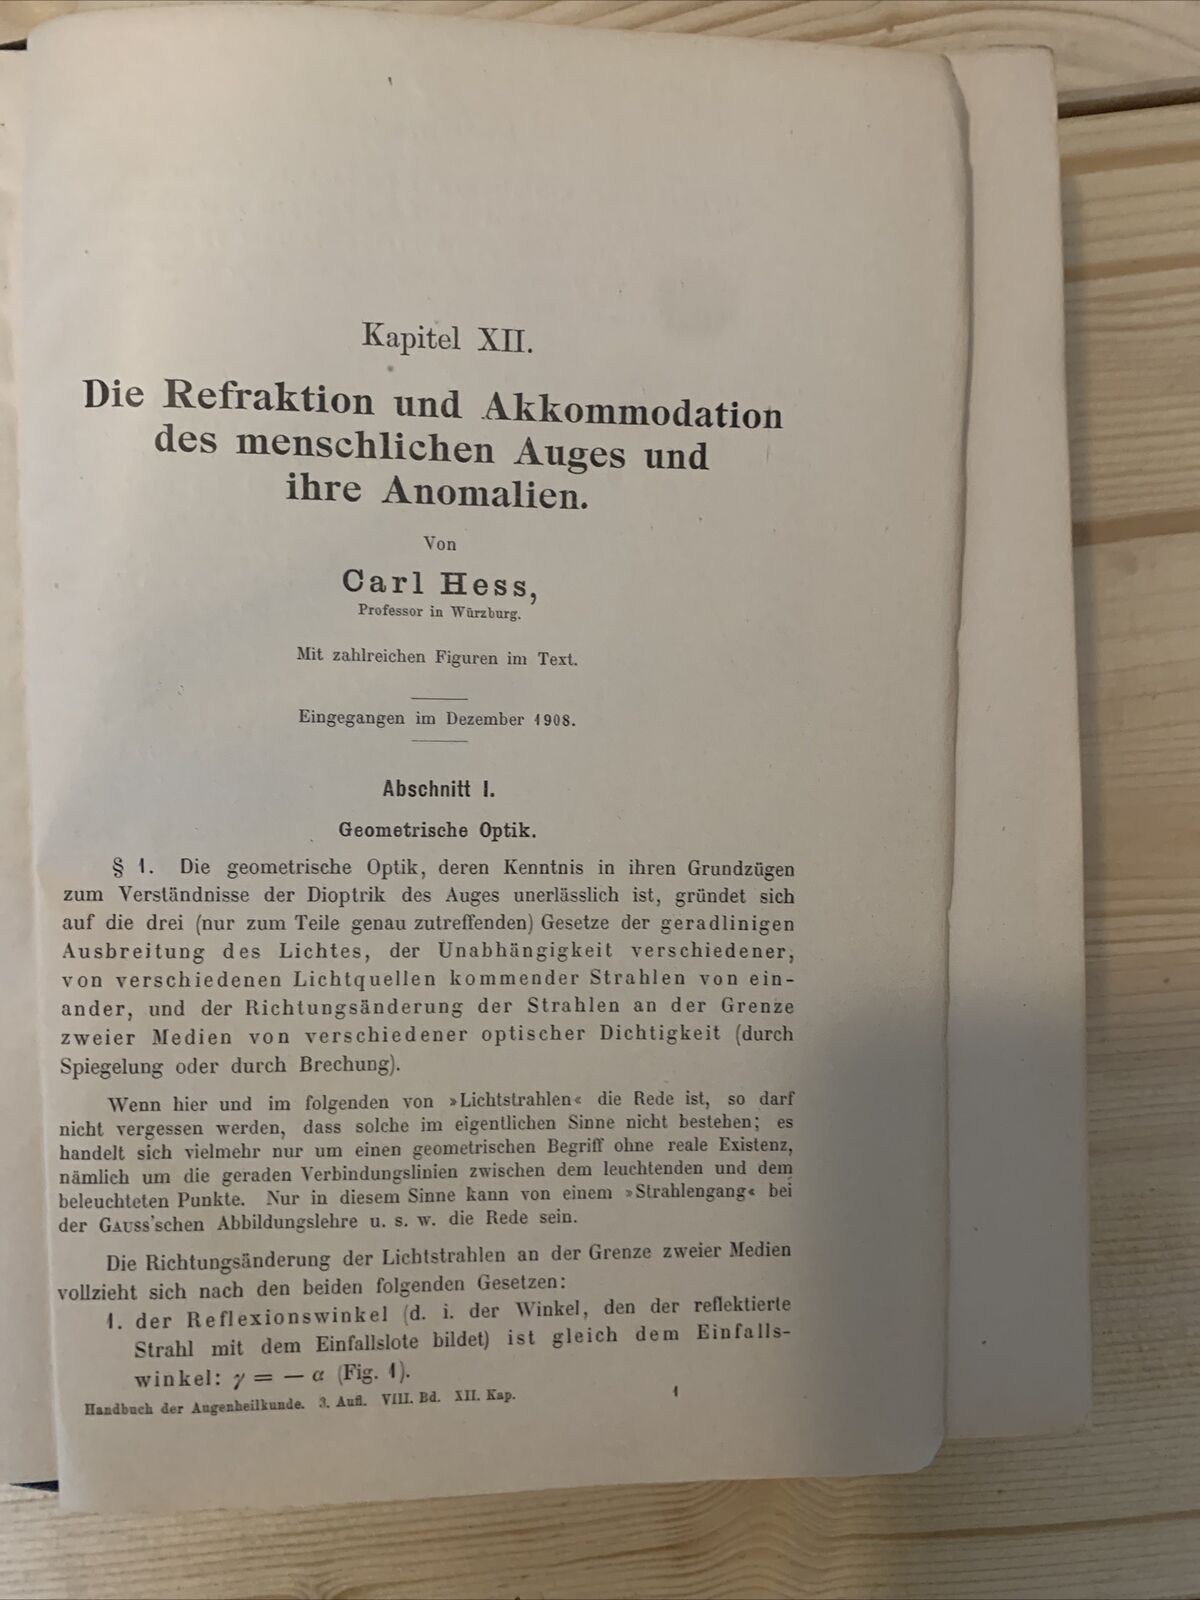 Kapitel XII.
Die Refraktion und Akkommodation
des menschlichen Auges und
ihre Anomalien.
Von
Carl Hess,
Professor in Würzburg.
Mit zahlreichen Figuren im Text.
Eingegangen im Dezember 1908.
Abschnitt I.
Geometrische Optik.
§ 1. Die geometrische Optik, deren Kenntnis in ihren Grundzügen
zum Verständnisse der Dioptrik des Auges unerlässlich ist, gründet sich
auf die drei (nur zum Teile genau zutreffenden) Gesetze der geradlinigen
Ausbreitung des Lichtes, der Unabhängigkeit verschiedener,
von verschiedenen Lichtquellen kommender Strahlen von ein-
ander, und der Richtungsänderung der Strahlen an der Grenze
zweier Medien von verschiedener optischer Dichtigkeit (durch
Spiegelung oder durch Brechung).
Wenn hier und im folgenden von »Lichtstrahlen« die Rede ist, so darf
nicht vergessen werden, dass solche im eigentlichen Sinne nicht bestehen; es
handelt sich vielmehr nur um einen geometrischen Begriff ohne reale Existenz,
nämlich um die geraden Verbindungslinien zwischen dem leuchtenden und dem
beleuchteten Punkte. Nur in diesem Sinne kann von einem »Strahlengang« bei
der GAUSS'schen Abbildungslehre u. s. w. die Rede sein.
Die Richtungsänderung der Lichtstrahlen an der Grenze zweier Medien
vollzieht sich nach den beiden folgenden Gesetzen:
1. der Reflexionswinkel (d. i. der Winkel, den der reflektierte
Strahl mit dem Einfallslote bildet) ist gleich dem Einfalls-
winkel: γ = — α (Fig. 1).
Handbuch der Augenheilkunde. 3. Aufl. VIII. Bd. XII. Kap. 1